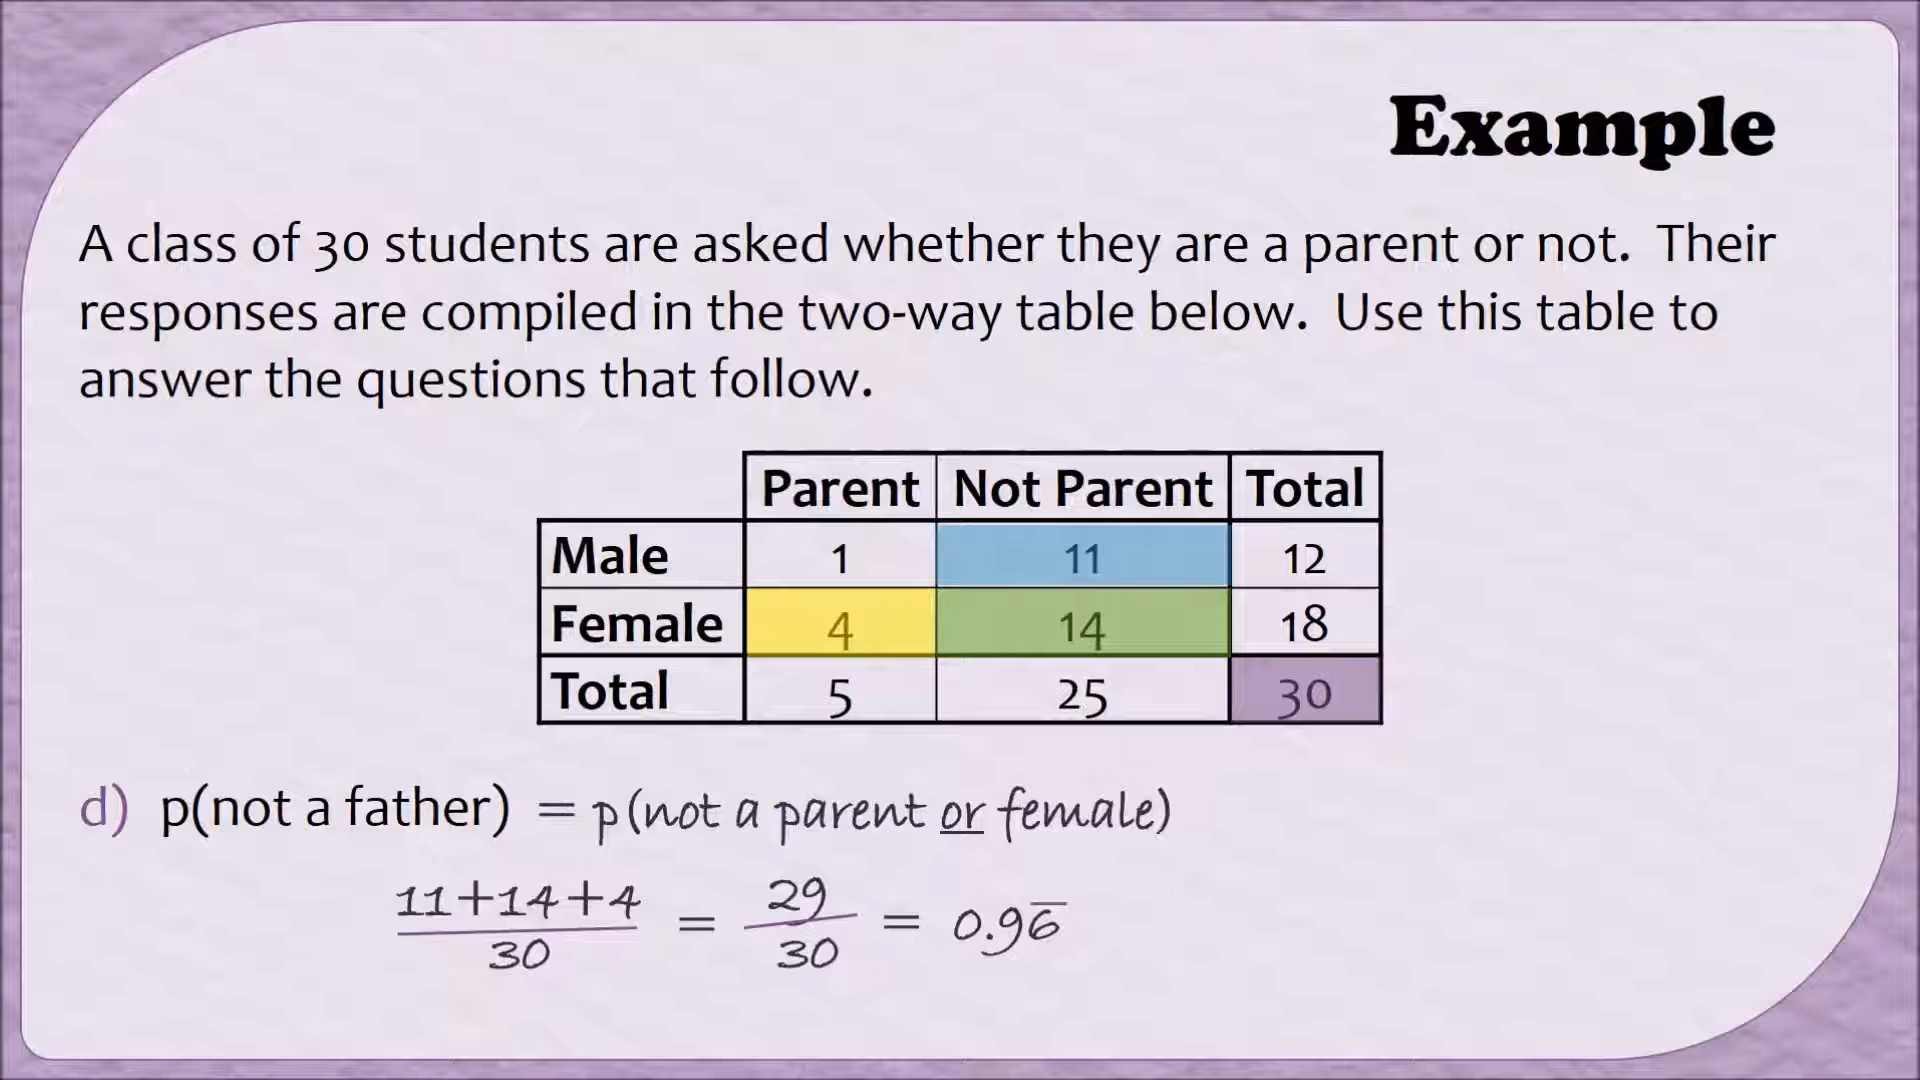 Example
A class of 30 students are asked whether they are a parent or not. Their
responses are compiled in the two-way table below. Use this table to
answer the questions that follow.
Parent Not Parent Total
Male 1 11 12
Female 4 14 18
Total 5 25 30
d) p(not a father) = p(not a parent or female)
11+14+4/30 = 29/30 = 0.96̅